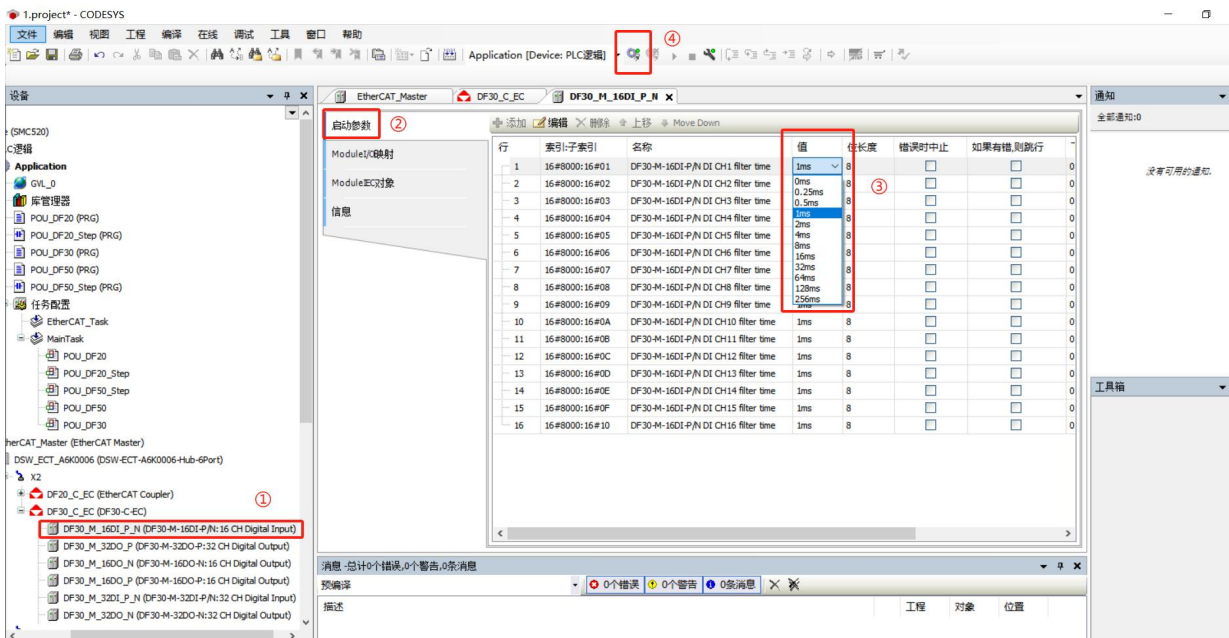 1.project* - CODESYS
文件 编辑 视图 工程 编译 在线 调试 工具 窗口 帮助
Application [Device: PLC逻辑]
④
设备
(SMC520)
C逻辑
Application
GVL_0
库管理器
POU_DF20 (PRG)
POU_DF20_Step (PRG)
POU_DF30 (PRG)
POU_DF50 (PRG)
POU_DF50_Step (PRG)
任务配置
EtherCAT_Task
MainTask
POU_DF20
POU_DF20_Step
POU_DF50_Step
POU_DF50
POU_DF30
herCAT_Master (EtherCAT Master)
DSW_ECT_A6K0006 (DSW-ECT-A6K0006-Hub-6Port)
X2
DF20_C_EC (EtherCAT Coupler)
①
DF30_C_EC (DF30-C-EC)
DF30_M_16DI_P_N (DF30-M-16DI-P/N:16 CH Digital Input)
DF30_M_32DO_P (DF30-M-32DO-P:32 CH Digital Output)
DF30_M_16DO_N (DF30-M-16DO-N:16 CH Digital Output)
DF30_M_16DO_P (DF30-M-16DO-P:16 CH Digital Output)
DF30_M_32DI_P_N (DF30-M-32DI-P/N:32 CH Digital Input)
DF30_M_32DO_N (DF30-M-32DO-N:32 CH Digital Output)
EtherCAT_Master DF30_C_EC DF30_M_16DI_P_N
启动参数 ②
ModuleI/O映射
ModuleIEC对象
信息
添加 编辑 删除 上移 Move Down
行 索引:子索引 名称 值 位长度 错误时中止 如果有错,则跳行
1 16#8000:16#01 DF30-M-16DI-P/N DI CH1 filter time 1ms 8
2 16#8000:16#02 DF30-M-16DI-P/N DI CH2 filter time 8 0
3 16#8000:16#03 DF30-M-16DI-P/N DI CH3 filter time 8 0
4 16#8000:16#04 DF30-M-16DI-P/N DI CH4 filter time 8 0
5 16#8000:16#05 DF30-M-16DI-P/N DI CH5 filter time 8 0
6 16#8000:16#06 DF30-M-16DI-P/N DI CH6 filter time 8 0
7 16#8000:16#07 DF30-M-16DI-P/N DI CH7 filter time 8 0
8 16#8000:16#08 DF30-M-16DI-P/N DI CH8 filter time 8 0
9 16#8000:16#09 DF30-M-16DI-P/N DI CH9 filter time 1ms 8 0
10 16#8000:16#0A DF30-M-16DI-P/N DI CH10 filter time 1ms 8 0
11 16#8000:16#0B DF30-M-16DI-P/N DI CH11 filter time 1ms 8 0
12 16#8000:16#0C DF30-M-16DI-P/N DI CH12 filter time 1ms 8 0
13 16#8000:16#0D DF30-M-16DI-P/N DI CH13 filter time 1ms 8 0
14 16#8000:16#0E DF30-M-16DI-P/N DI CH14 filter time 1ms 8 0
15 16#8000:16#0F DF30-M-16DI-P/N DI CH15 filter time 1ms 8 0
16 16#8000:16#10 DF30-M-16DI-P/N DI CH16 filter time 1ms 8 0
0ms
0.25ms
0.5ms
1ms
2ms
4ms
8ms
16ms
32ms
64ms
128ms
256ms
③
消息 -总计0个错误,0个警告,0条消息
预编译 0个错误 0个警告 0条消息
描述 工程 对象 位置
通知
全部通知:0
没有可用的通知.
工具箱